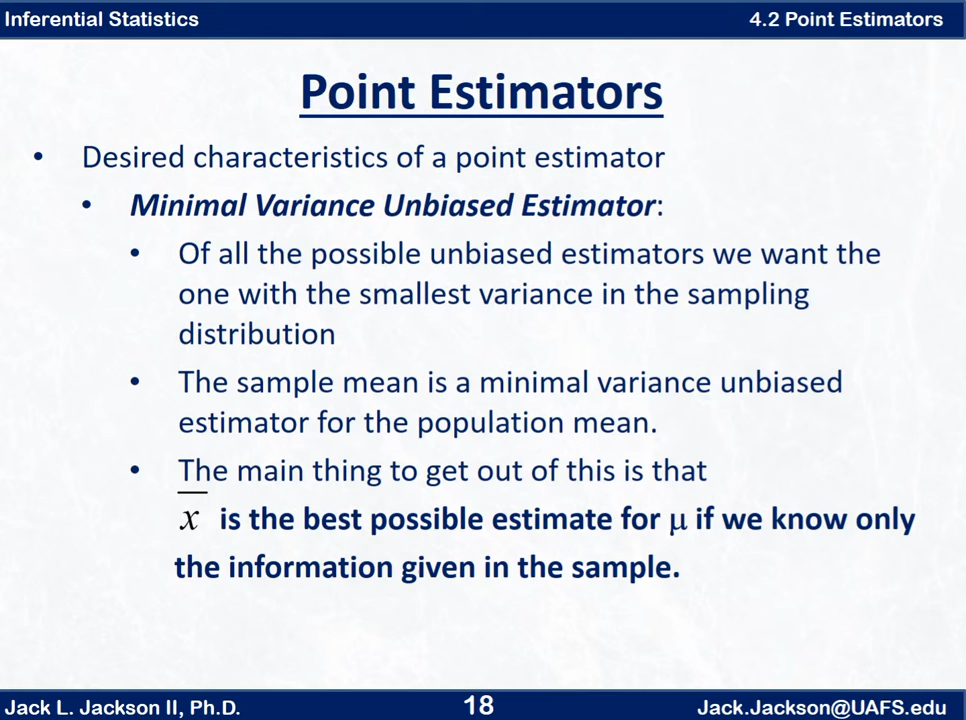 Inferential Statistics 4.2 Point Estimators
Point Estimators
• Desired characteristics of a point estimator
• Minimal Variance Unbiased Estimator:
• Of all the possible unbiased estimators we want the
one with the smallest variance in the sampling
distribution
• The sample mean is a minimal variance unbiased
estimator for the population mean.
• The main thing to get out of this is that
x̅ is the best possible estimate for μ if we know only
the information given in the sample.
Jack L. Jackson II, Ph.D. 18 Jack.Jackson@UAFS.edu